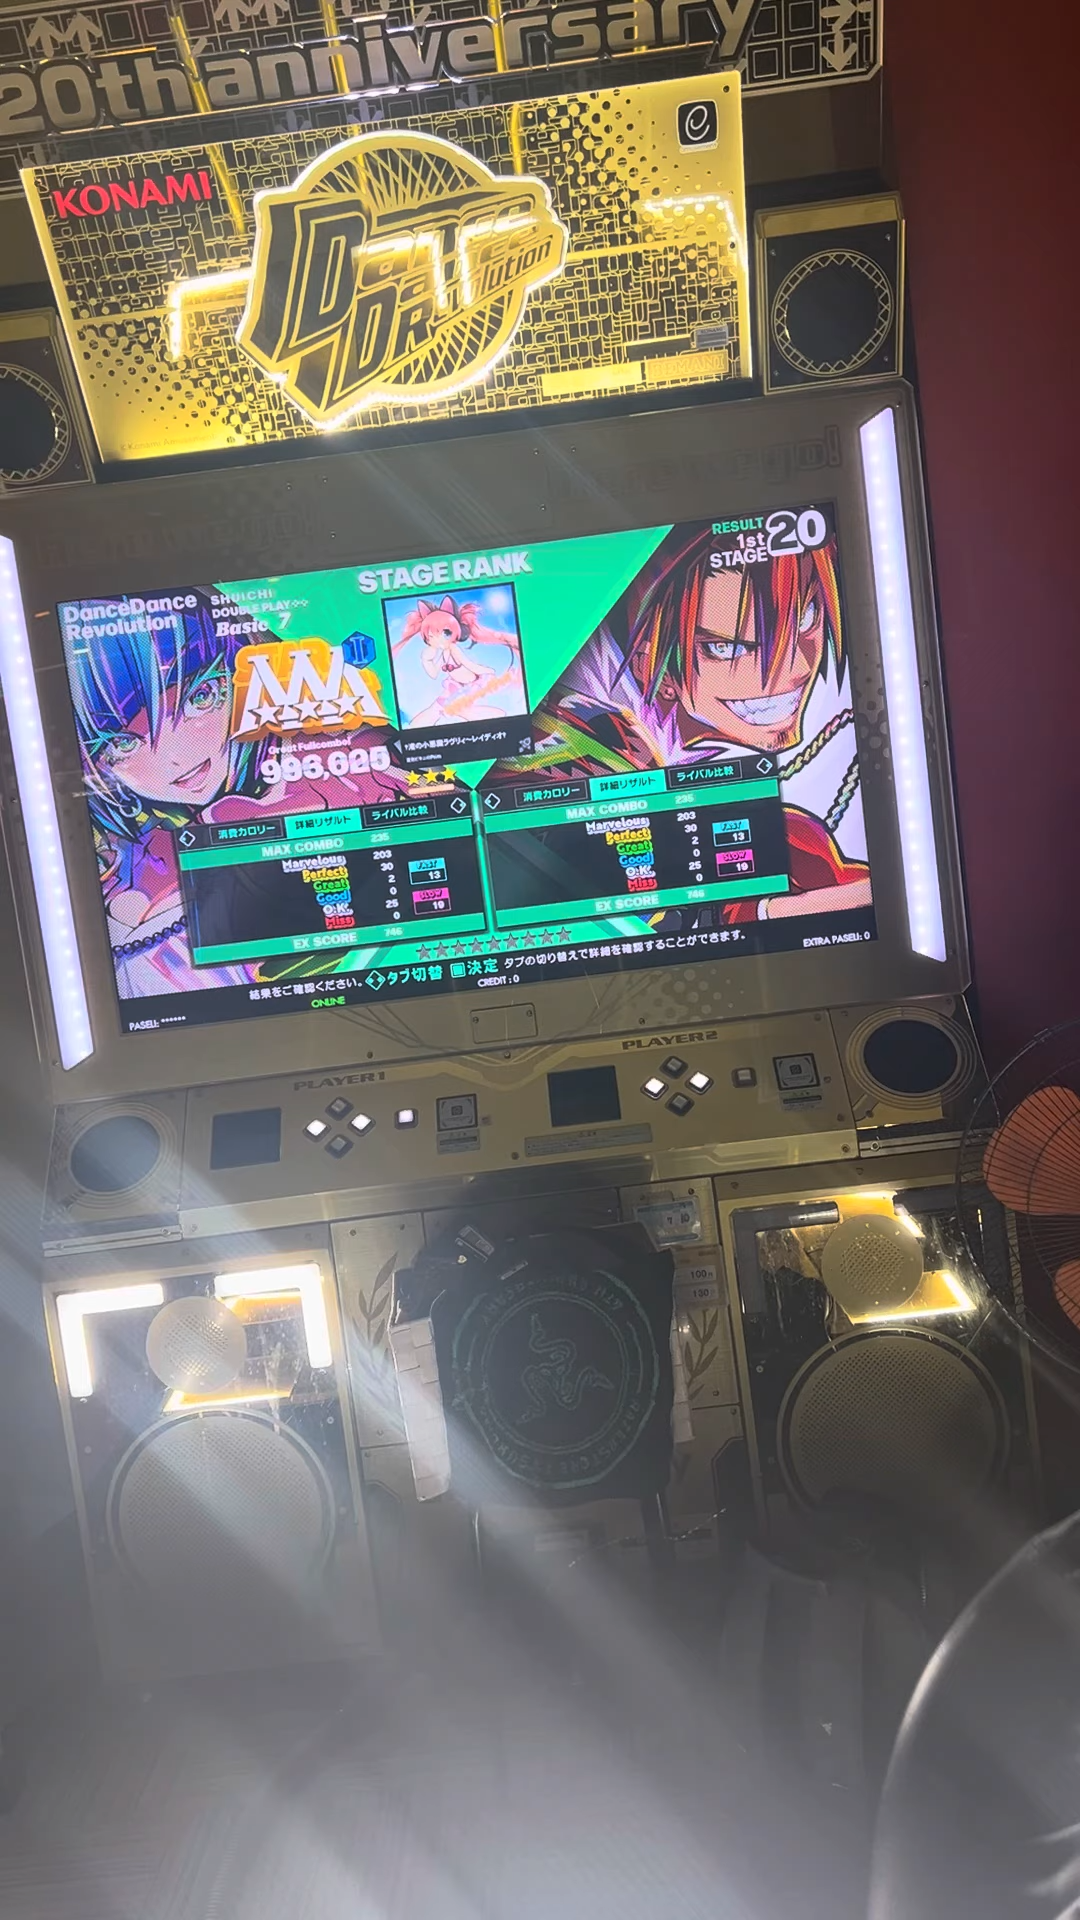 20th anniversary
KONAMI
Dance
Dance
Revolution
RESULT
1st
STAGE
20
STAGE RANK
DanceDance
Revolution
SHUICHI
DOUBLE PLAY
Basic 7
AAA
Great Fullcombo!
996,625
消費カロリー
詳細リザルト
ライバル比較
MAX COMBO 235
Marvelous 203
Perfect 30
Great 2
Good 0
O.K. 25
Miss 0
FAST
13
SLOW
19
EX SCORE 746
消費カロリー
詳細リザルト
ライバル比較
MAX COMBO 235
Marvelous 203
Perfect 30
Great 2
Good 0
O.K. 25
Miss 0
FAST
13
SLOW
19
EX SCORE 746
結果をご確認ください。
タブ切替
決定
タブの切り替えで詳細を確認することができます。
PASELI: ******
ONLINE
CREDIT : 0
EXTRA PASELI: 0
PLAYER1
PLAYER2
100
130